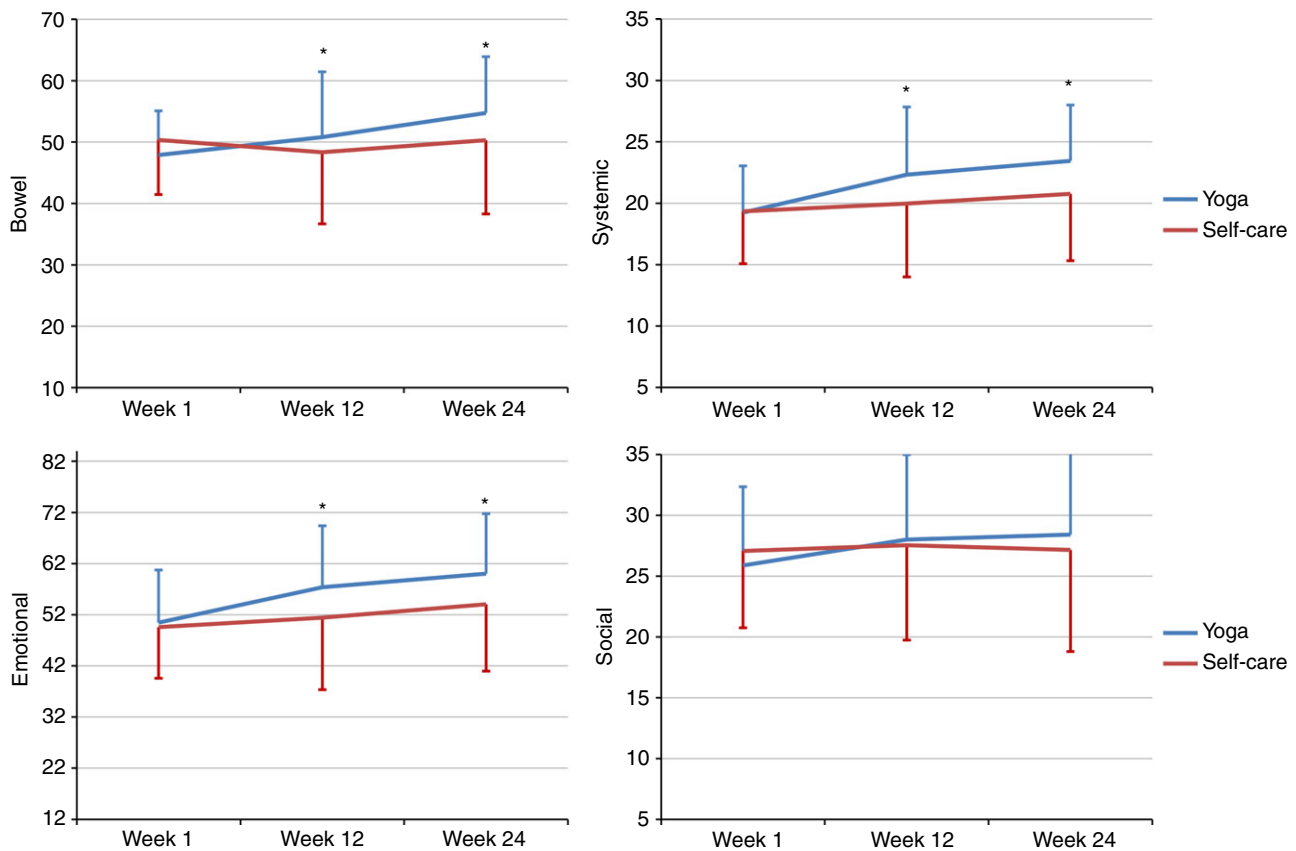 70
60
50
40
30
20
10
Bowel
* *
Week 1 Week 12 Week 24
35
30
25
20
15
10
5
Systemic
* *
Week 1 Week 12 Week 24
Yoga
Self-care
82
72
62
52
42
32
22
12
Emotional
* *
Week 1 Week 12 Week 24
35
30
25
20
15
10
5
Social
Week 1 Week 12 Week 24
Yoga
Self-care